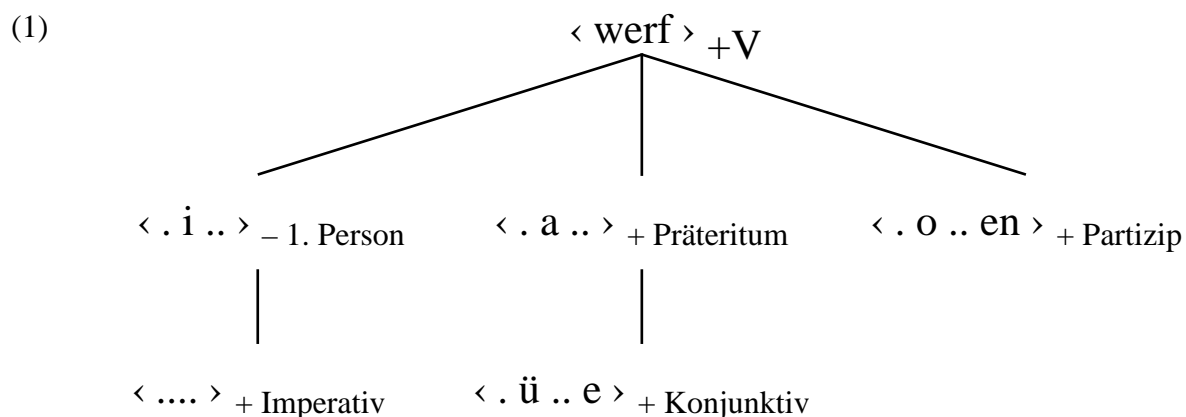 (1) ‹ werf › +V
‹ . i .. › – 1. Person ‹ . a .. › + Präteritum ‹ . o .. en › + Partizip
‹ .... › + Imperativ ‹ . ü .. e › + Konjunktiv